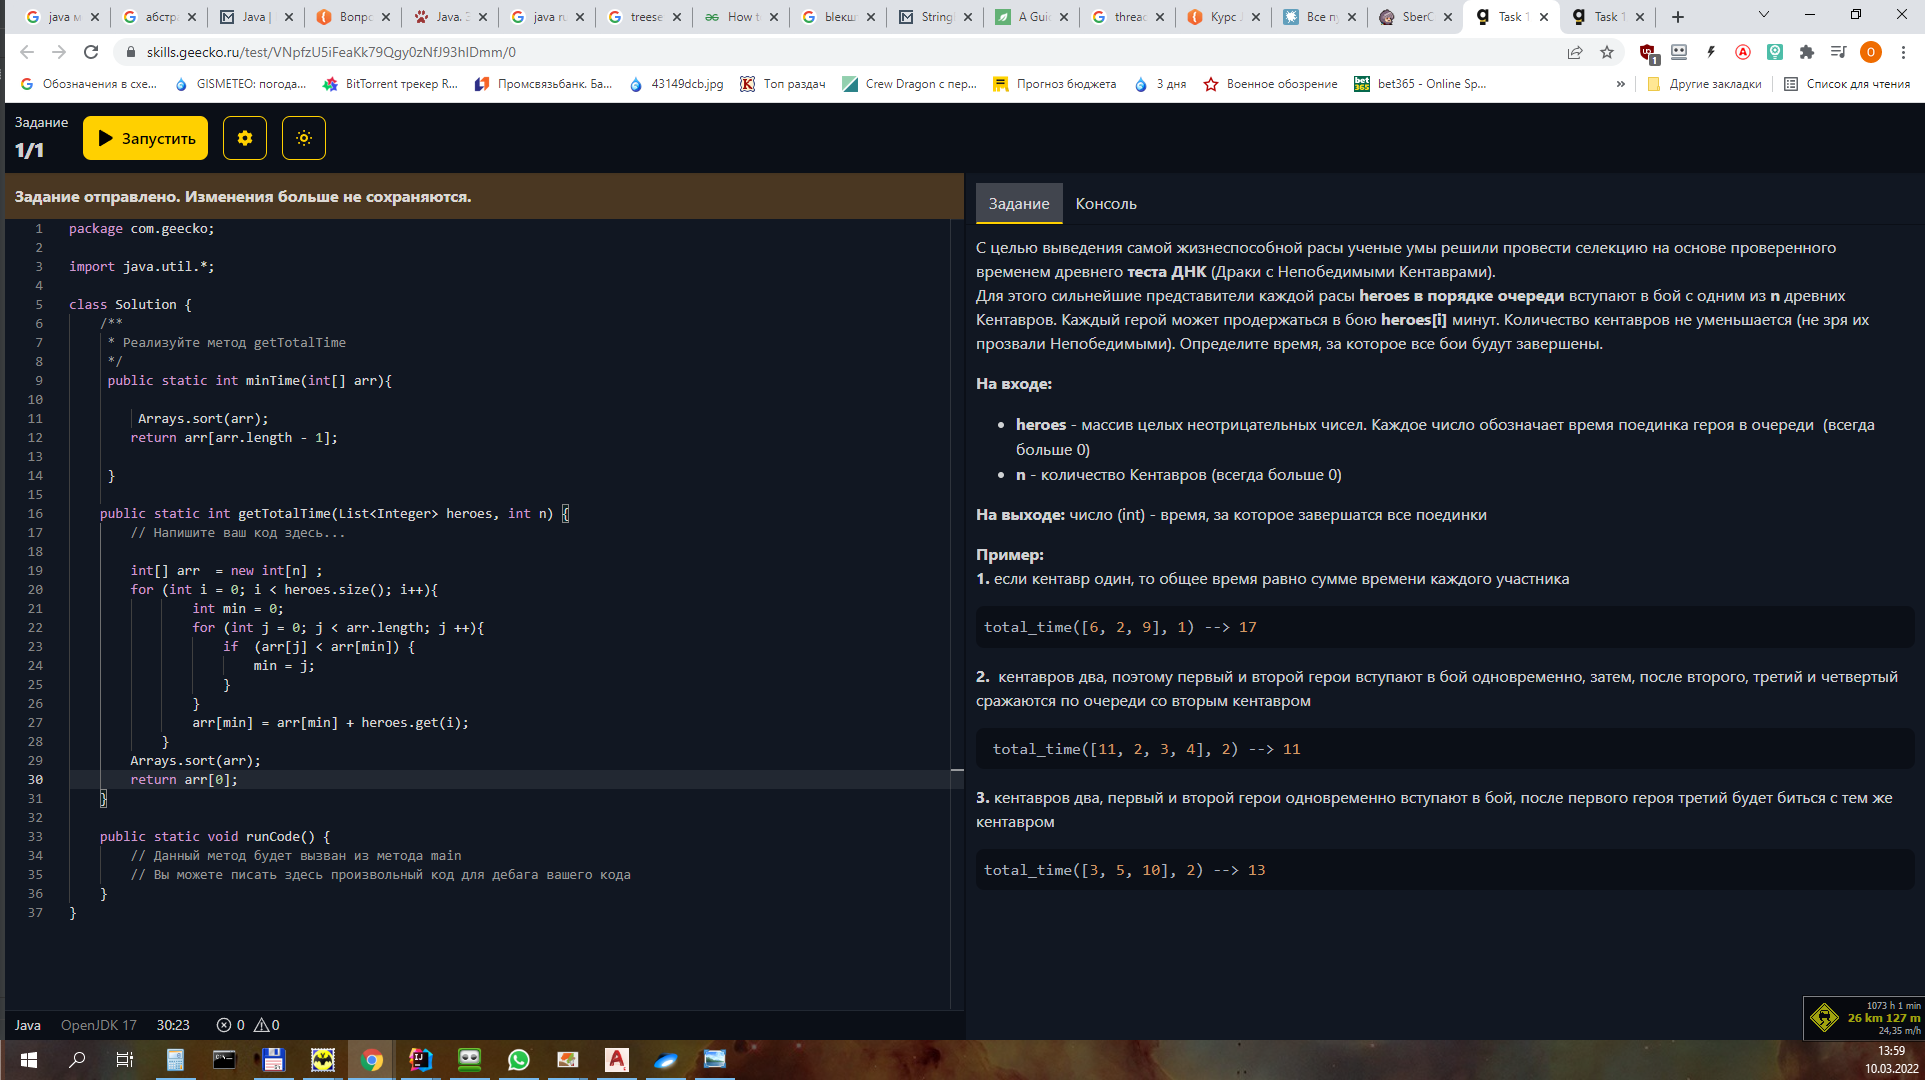 java м
абстра
Java |
Вопро
Java. Э
java ru
treese
How to
Ыекшт
String
A Guid
thread
Курс J
Все пу
SberC
Task 1
Task 1
skills.geecko.ru/test/VNpfzU5iFeaKk79Qgy0zNfJ93hIDmm/0
Обозначения в схе...
GISMETEO: погода...
BitTorrent трекер R...
Промсвязьбанк. Ба...
43149dcb.jpg
Топ раздач
Crew Dragon с пер...
Прогноз бюджета
3 дня
Военное обозрение
bet365 - Online Sp...
»
Другие закладки
Список для чтения
Задание
1/1
Запустить
Задание отправлено. Изменения больше не сохраняются.
1 package com.geecko;
2
3 import java.util.*;
4
5 class Solution {
6 /**
7 * Реализуйте метод getTotalTime
8 */
9 public static int minTime(int[] arr){
10
11 Arrays.sort(arr);
12 return arr[arr.length - 1];
13
14 }
15
16 public static int getTotalTime(List<Integer> heroes, int n) {
17 // Напишите ваш код здесь...
18
19 int[] arr  = new int[n] ;
20 for (int i = 0; i < heroes.size(); i++){
21 int min = 0;
22 for (int j = 0; j < arr.length; j ++){
23 if  (arr[j] < arr[min]) {
24 min = j;
25 }
26 }
27 arr[min] = arr[min] + heroes.get(i);
28 }
29 Arrays.sort(arr);
30 return arr[0];
31 }
32
33 public static void runCode() {
34 // Данный метод будет вызван из метода main
35 // Вы можете писать здесь произвольный код для дебага вашего кода
36 }
37 }
Java OpenJDK 17 30:23 0 0
Задание Консоль
С целью выведения самой жизнеспособной расы ученые умы решили провести селекцию на основе проверенного
временем древнего теста ДНК (Драки с Непобедимыми Кентаврами).
Для этого сильнейшие представители каждой расы heroes в порядке очереди вступают в бой с одним из n древних
Кентавров. Каждый герой может продержаться в бою heroes[i] минут. Количество кентавров не уменьшается (не зря их
прозвали Непобедимыми). Определите время, за которое все бои будут завершены.
На входе:
• heroes - массив целых неотрицательных чисел. Каждое число обозначает время поединка героя в очереди  (всегда
больше 0)
• n - количество Кентавров (всегда больше 0)
На выходе: число (int) - время, за которое завершатся все поединки
Пример:
1. если кентавр один, то общее время равно сумме времени каждого участника
total_time([6, 2, 9], 1) --> 17
2.  кентавров два, поэтому первый и второй герои вступают в бой одновременно, затем, после второго, третий и четвертый
сражаются по очереди со вторым кентавром
total_time([11, 2, 3, 4], 2) --> 11
3. кентавров два, первый и второй герои одновременно вступают в бой, после первого героя третий будет биться с тем же
кентавром
total_time([3, 5, 10], 2) --> 13
1073 h 1 min
26 km 127 m
24,35 m/h
13:59
10.03.2022